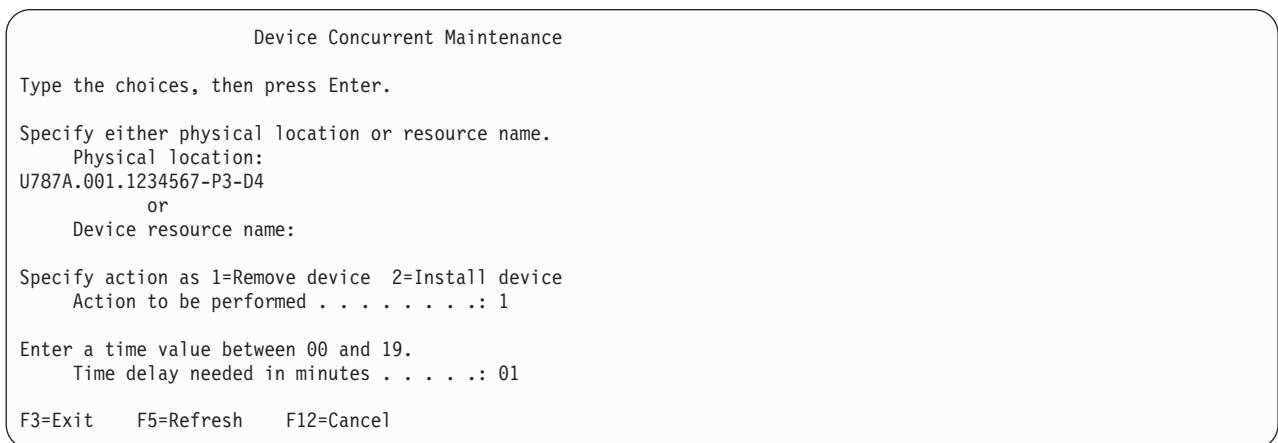 Device Concurrent Maintenance
Type the choices, then press Enter.
Specify either physical location or resource name.
Physical location:
U787A.001.1234567-P3-D4
or
Device resource name:
Specify action as 1=Remove device 2=Install device
Action to be performed . . . . . . . .: 1
Enter a time value between 00 and 19.
Time delay needed in minutes . . . . .: 01
F3=Exit F5=Refresh F12=Cancel